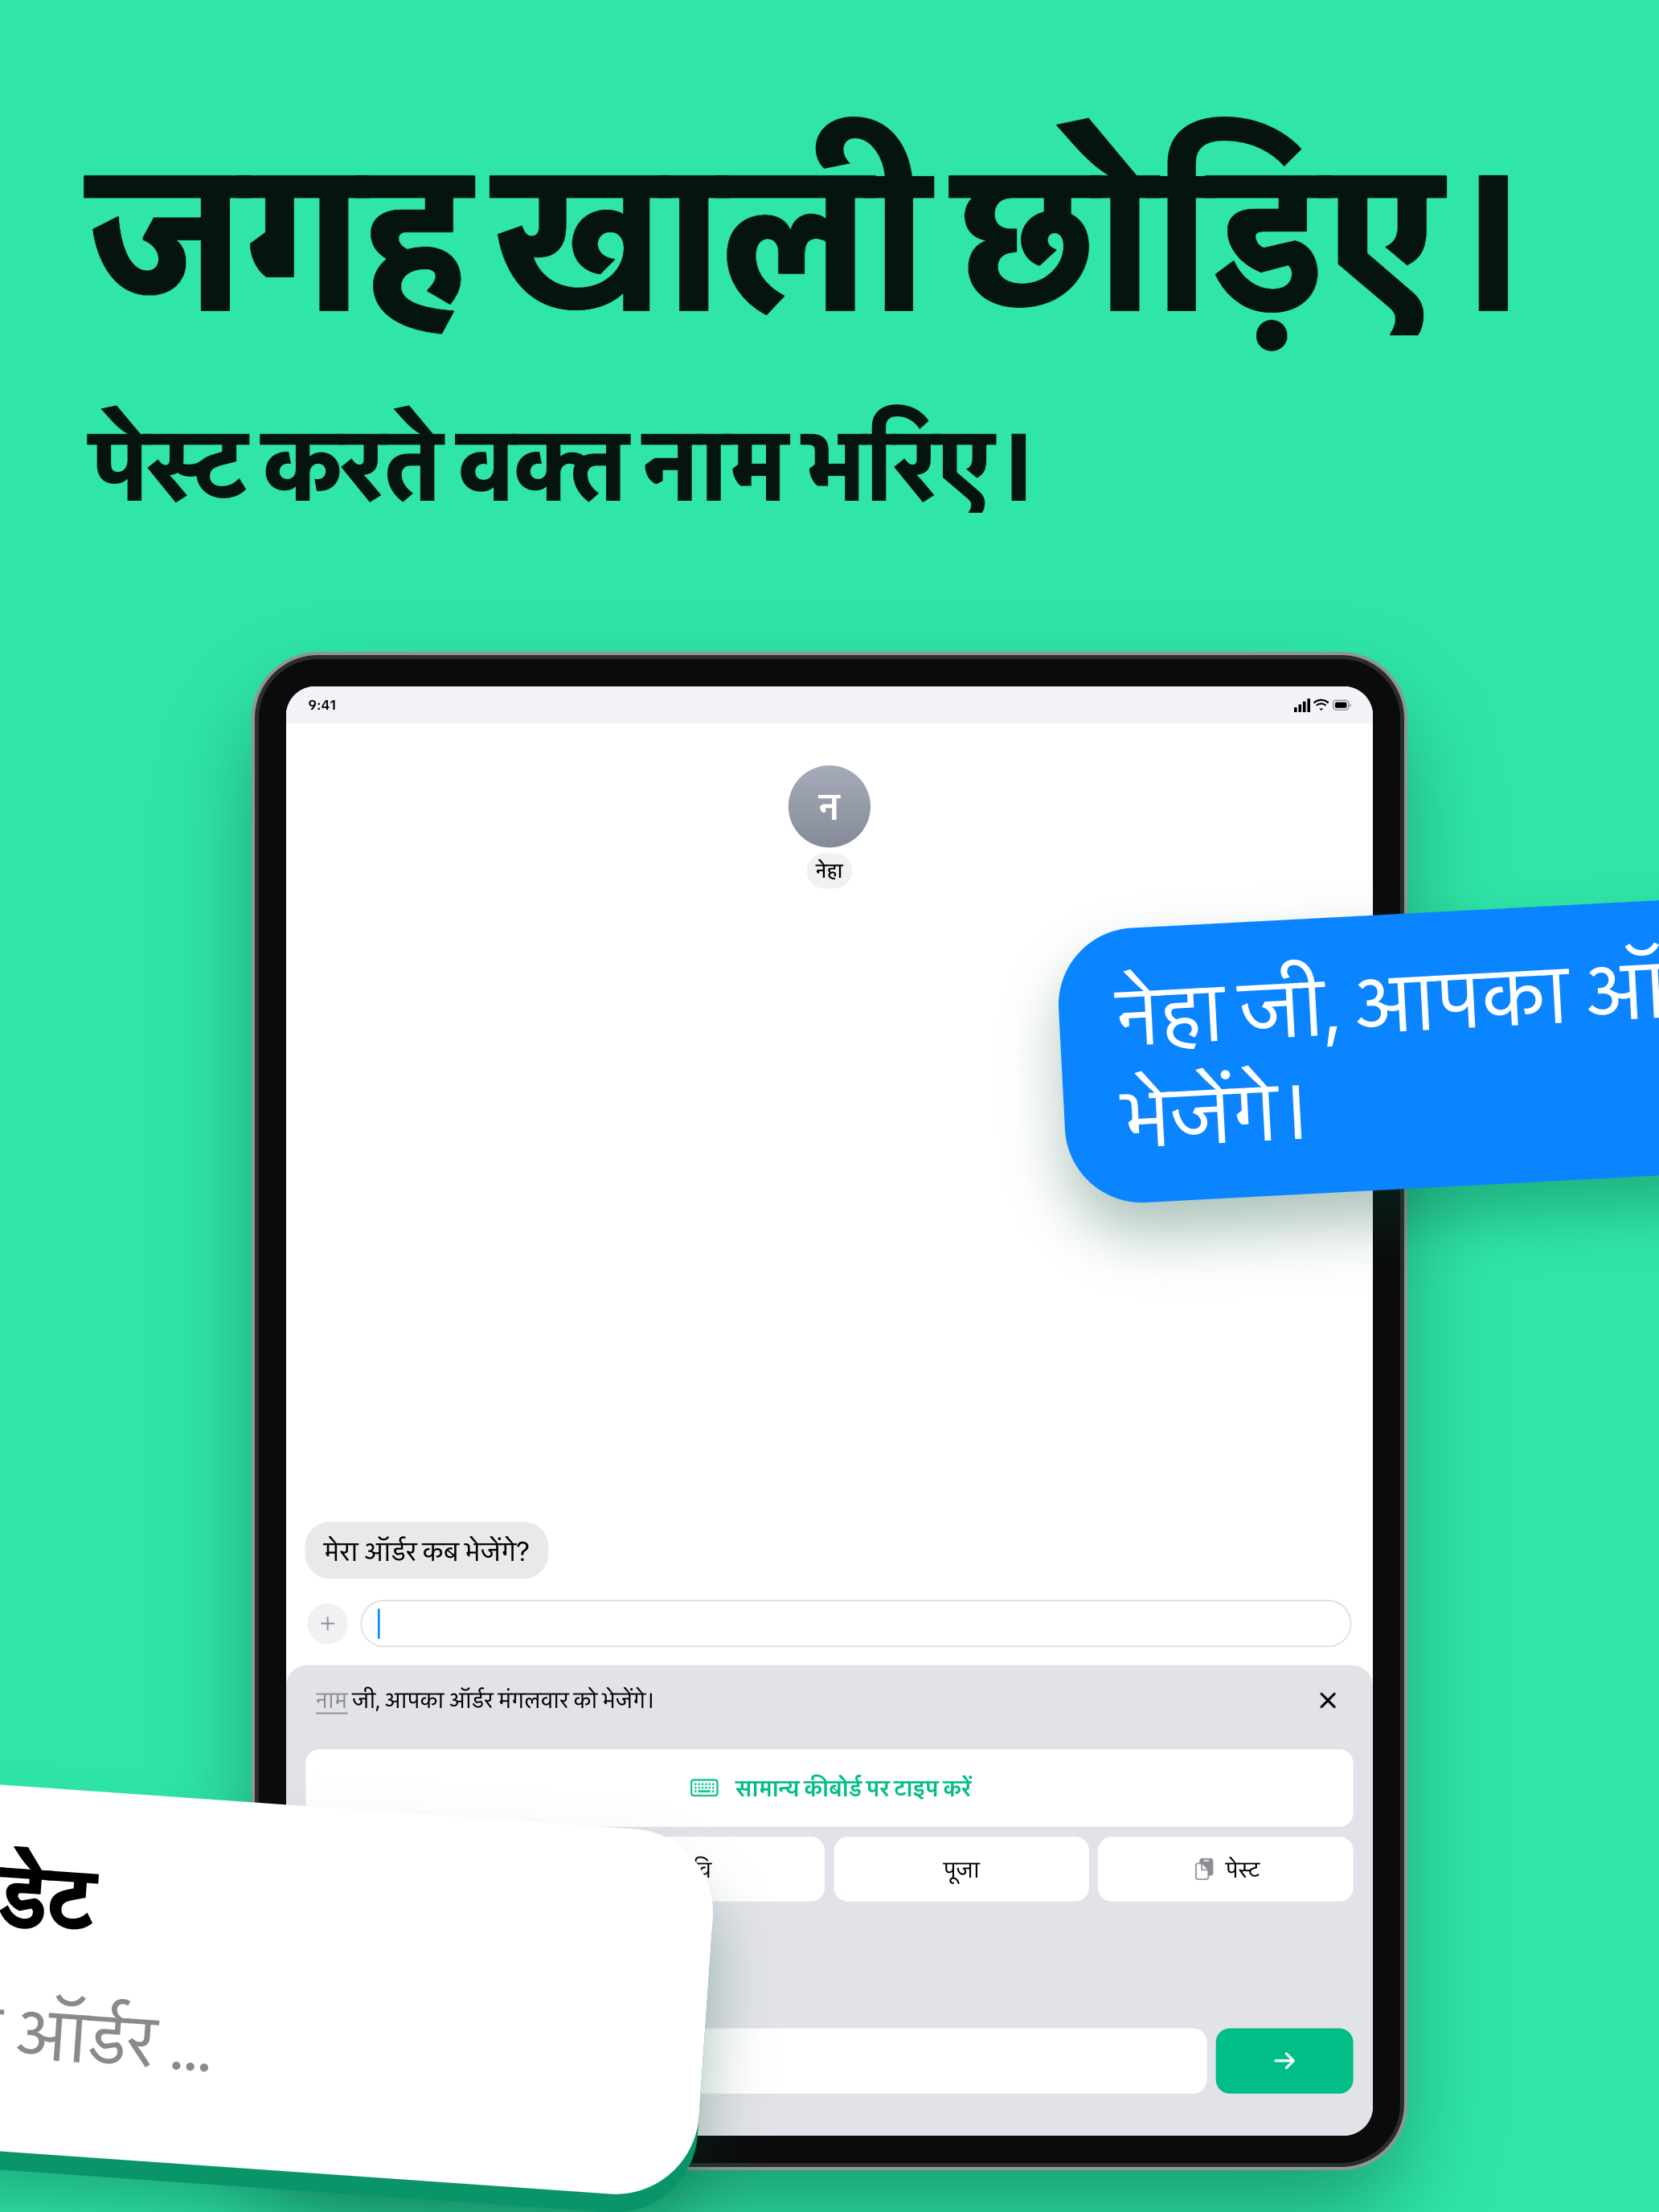 जगह खाली छोड़िए।
पेस्ट करते वक्त नाम भरिए।
9:41
न
नेहा
नेहा जी, आपका
भेजेंगे।
मेरा ऑर्डर कब भेजेंगे?
नाम जी, आपका ऑर्डर मंगलवार को भेजेंगे।
सामान्य कीबोर्ड पर टाइप करें
पूजा
पेस्ट
ऑर्डर ...